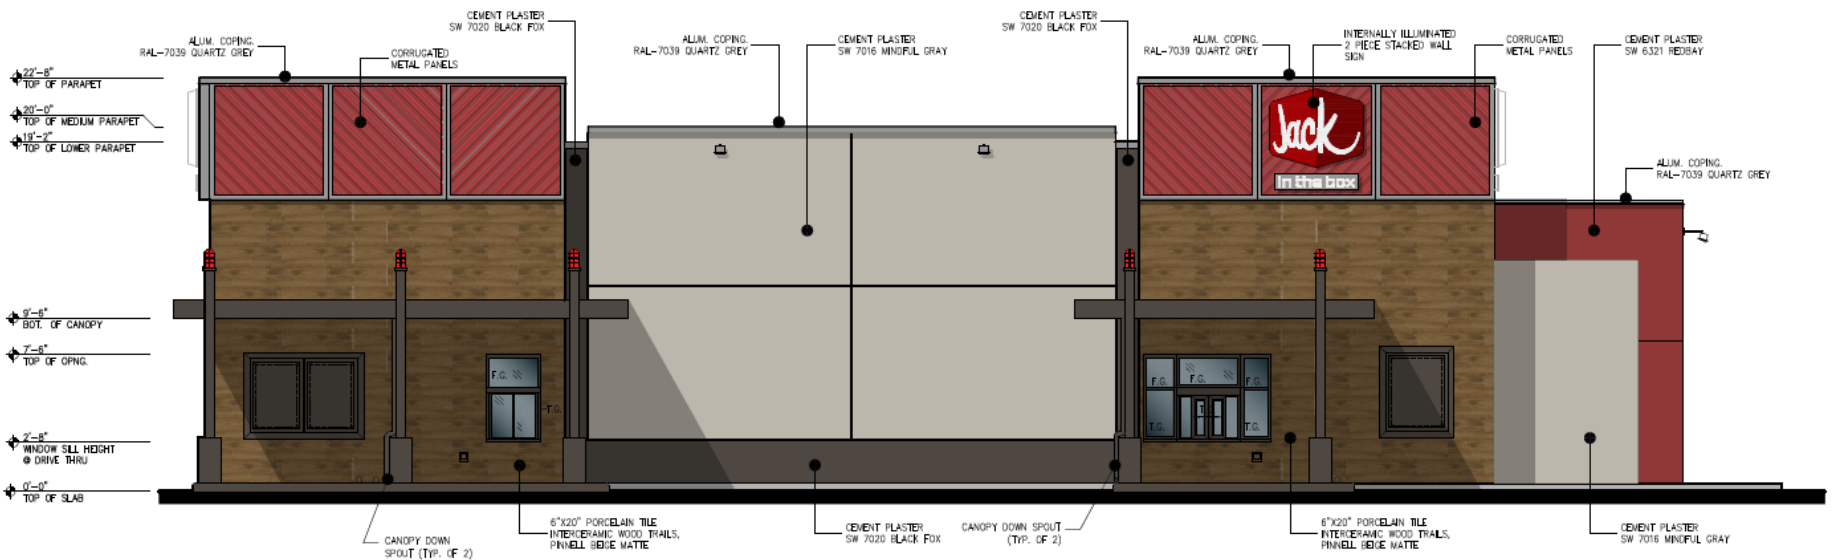 CEMENT PLASTER
SW 7020 BLACK FOX
ALUM. COPING.
RAL-7039 QUARTZ GREY
CORRUGATED
METAL PANELS
ALUM. COPING.
RAL-7039 QUARTZ GREY
CEMENT PLASTER
SW 7016 MINDFUL GRAY
CEMENT PLASTER
SW 7020 BLACK FOX
ALUM. COPING.
RAL-7039 QUARTZ GREY
INTERNALLY ILLUMINATED
2 PIECE STACKED WALL
SIGN
CORRUGATED
METAL PANELS
CEMENT PLASTER
SW 6321 REDBAY
22'-8"
TOP OF PARAPET
20'-0"
TOP OF MEDIUM PARAPET
19'-2"
TOP OF LOWER PARAPET
Jack
in the box
ALUM. COPING.
RAL-7039 QUARTZ GREY
9'-6"
BOT. OF CANOPY
7'-6"
TOP OF OPNG.
F.G.
T.G.
F.G.
F.G.
F.G.
T.G.
T.G.
2'-8"
WINDOW SILL HEIGHT
@ DRIVE THRU
0'-0"
TOP OF SLAB
CANOPY DOWN
SPOUT (TYP. OF 2)
6"X20" PORCELAIN TILE
INTERCERAMIC WOOD TRAILS,
PINNELL BEIGE MATTE
CEMENT PLASTER
SW 7020 BLACK FOX
CANOPY DOWN SPOUT
(TYP. OF 2)
6"X20" PORCELAIN TILE
INTERCERAMIC WOOD TRAILS,
PINNELL BEIGE MATTE
CEMENT PLASTER
SW 7016 MINDFUL GRAY